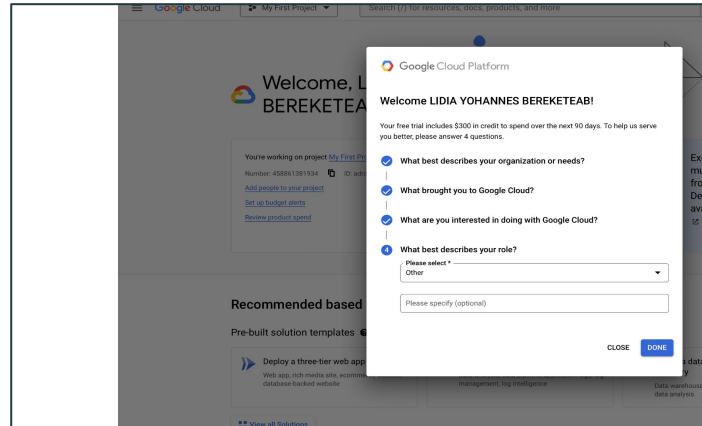 Google Cloud
My First Project
Search (/) for resources, docs, products, and more
Welcome, L
BEREKETEA
You're working on project My First Pro
Number: 458861381934 ID:
Add people to your project
Set up budget alerts
Review product spend
Recommended based
Pre-built solution templates
Deploy a three-tier web app
Web app, rich media site, ecomme
database backed website
management, log intelligence
View all Solutions
Google Cloud Platform
Welcome LIDIA YOHANNES BEREKETEAB!
Your free trial includes $300 in credit to spend over the next 90 days. To help us serve
you better, please answer 4 questions.
What best describes your organization or needs?
What brought you to Google Cloud?
What are you interested in doing with Google Cloud?
4 What best describes your role?
Please select *
Other
Please specify (optional)
CLOSE DONE
Ex
mu
fro
De
ava
data
y
Data warehouse
data analysis